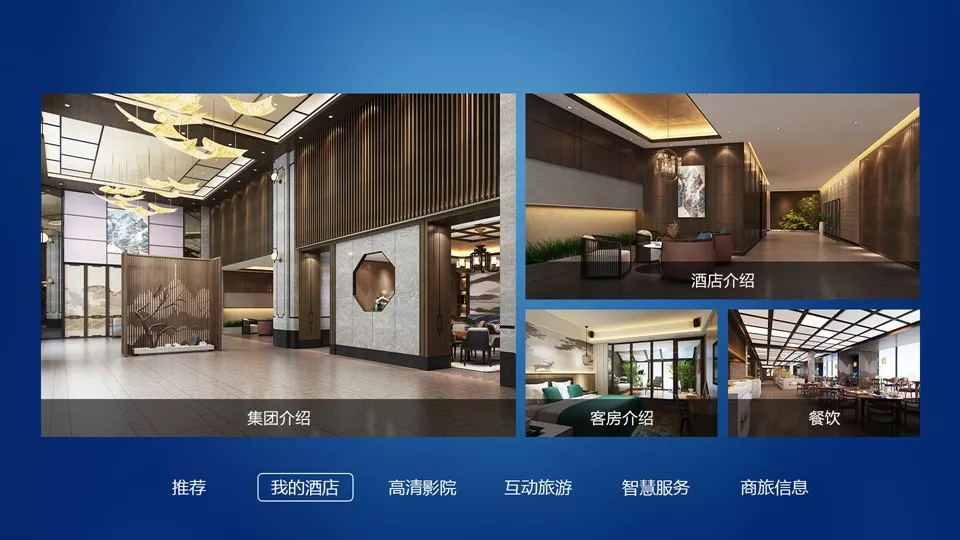 酒店介绍
集团介绍
客房介绍
餐饮
推荐
我的酒店
高清影院
互动旅游
智慧服务
商旅信息